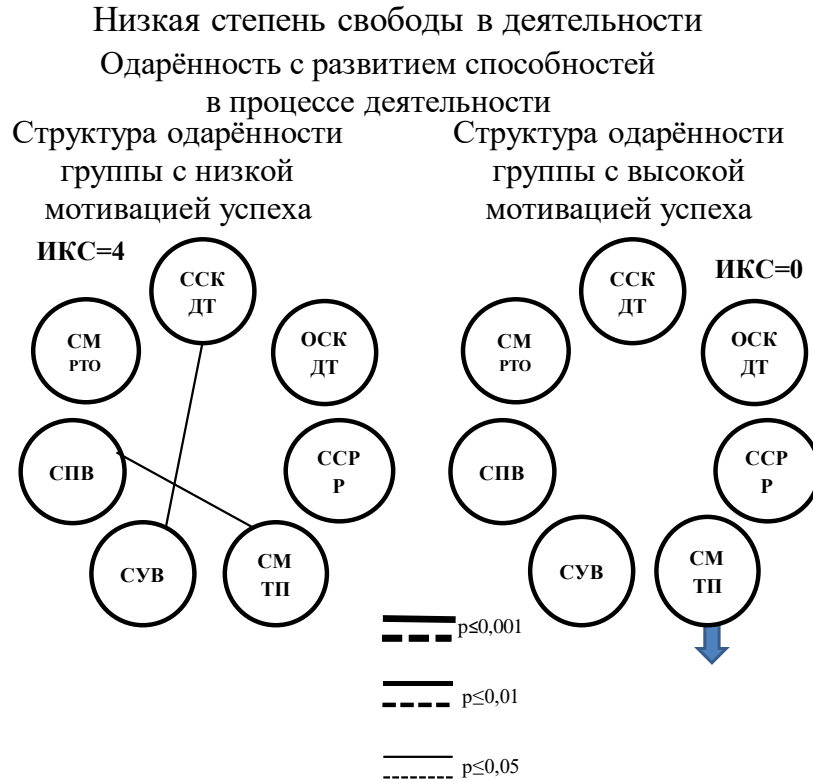 Низкая степень свободы в деятельности
Одарённость с развитием способностей
в процессе деятельности
Структура одарённости
группы с низкой
мотивацией успеха
ИКС=4
ССК
ДТ
СМ
РТО
ОСК
ДТ
СПВ
ССР
Р
СУВ
СМ
ТП
Структура одарённости
группы с высокой
мотивацией успеха
ИКС=0
ССК
ДТ
СМ
РТО
ОСК
ДТ
СПВ
ССР
Р
СУВ
СМ
ТП
p≤0,001
p≤0,01
p≤0,05